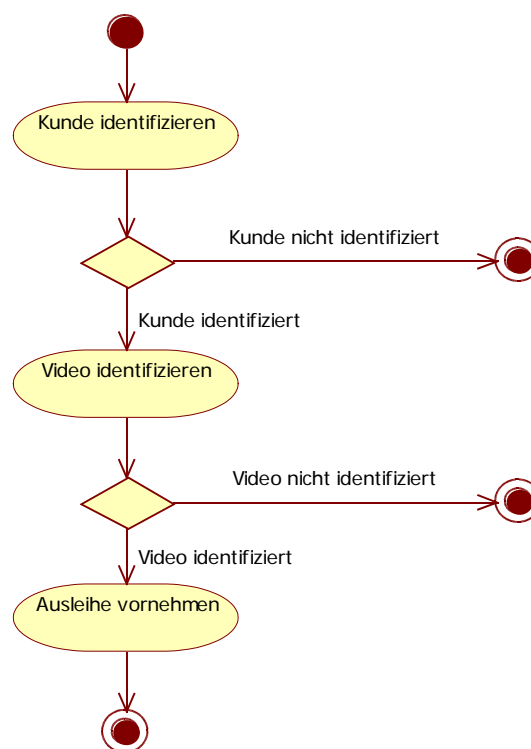 Kunde identifizieren
Kunde nicht identifiziert
Kunde identifiziert
Video identifizieren
Video nicht identifiziert
Video identifiziert
Ausleihe vornehmen